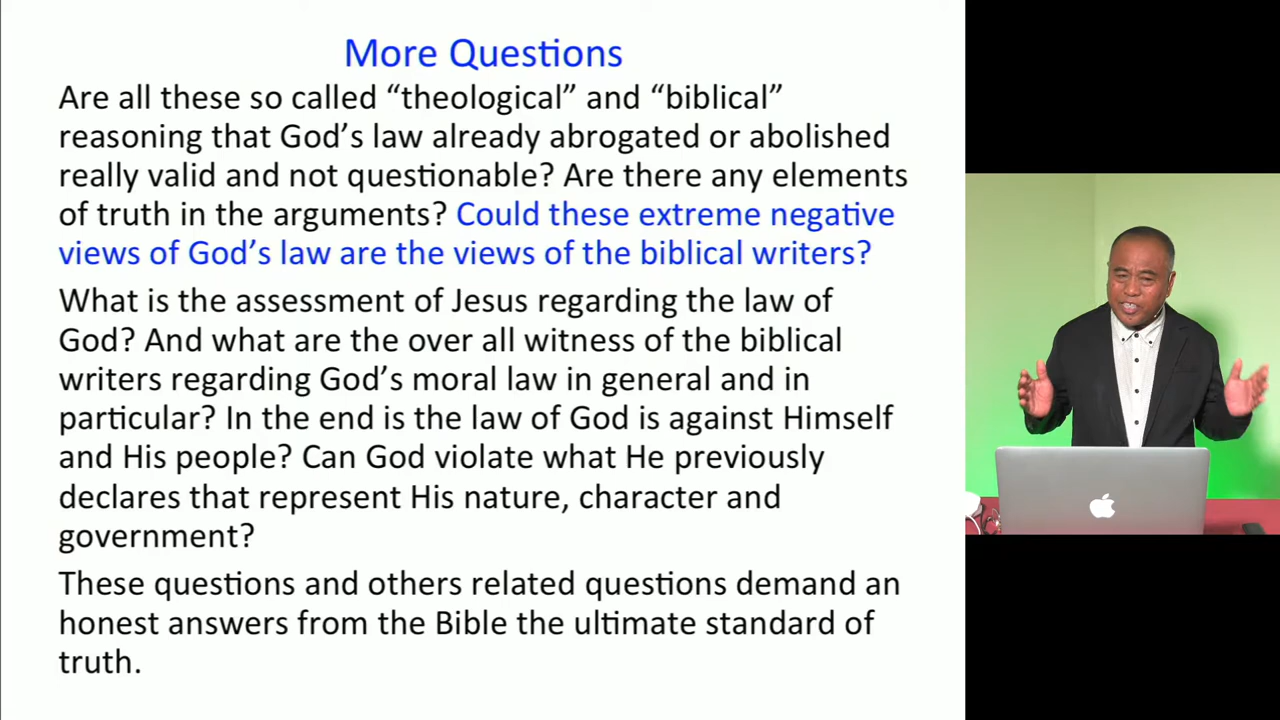 More Questions
Are all these so called “theological” and “biblical”
reasoning that God’s law already abrogated or abolished
really valid and not questionable? Are there any elements
of truth in the arguments? Could these extreme negative
views of God’s law are the views of the biblical writers?
What is the assessment of Jesus regarding the law of
God? And what are the over all witness of the biblical
writers regarding God’s moral law in general and in
particular? In the end is the law of God is against Himself
and His people? Can God violate what He previously
declares that represent His nature, character and
government?
These questions and others related questions demand an
honest answers from the Bible the ultimate standard of
truth.